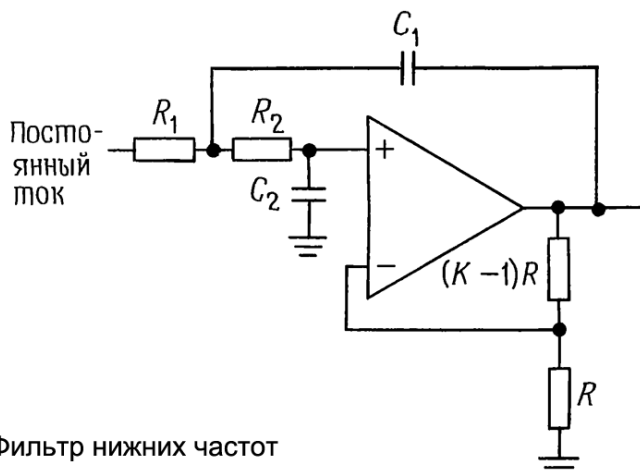 C₁
R₁
R₂
Посто-
янный
ток
C₂
+
−
(K −1)R
R
Фильтр нижних частот